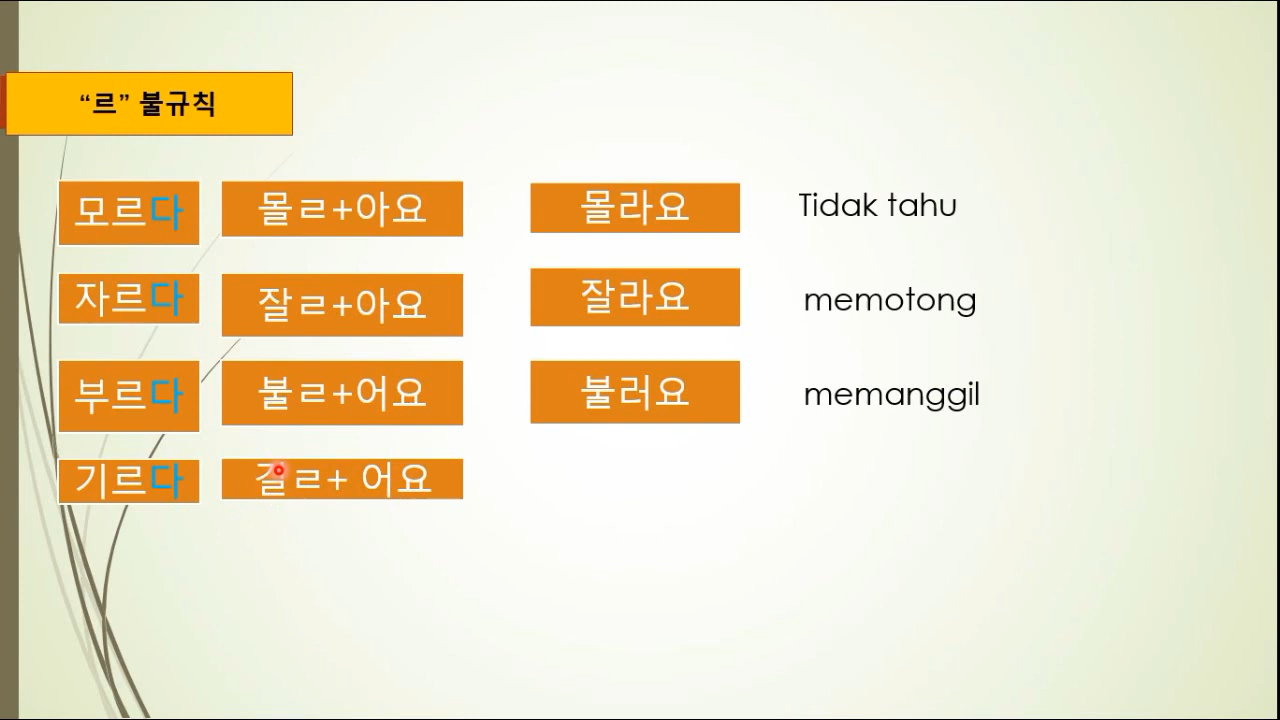 “르” 불규칙
모르다 몰ㄹ+아요 몰라요 Tidak tahu
자르다 잘ㄹ+아요 잘라요 memotong
부르다 불ㄹ+어요 불러요 memanggil
기르다 길ㄹ+ 어요